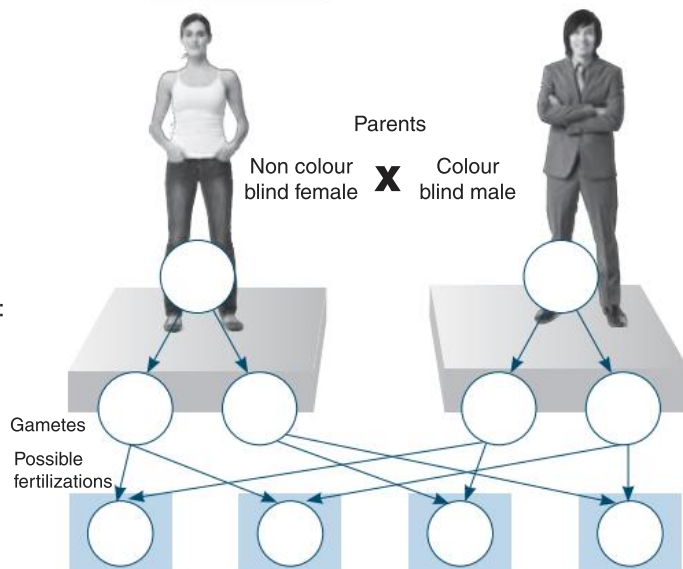 Parents
Non colour
blind female
X
Colour
blind male
:
Gametes
Possible
fertilizations